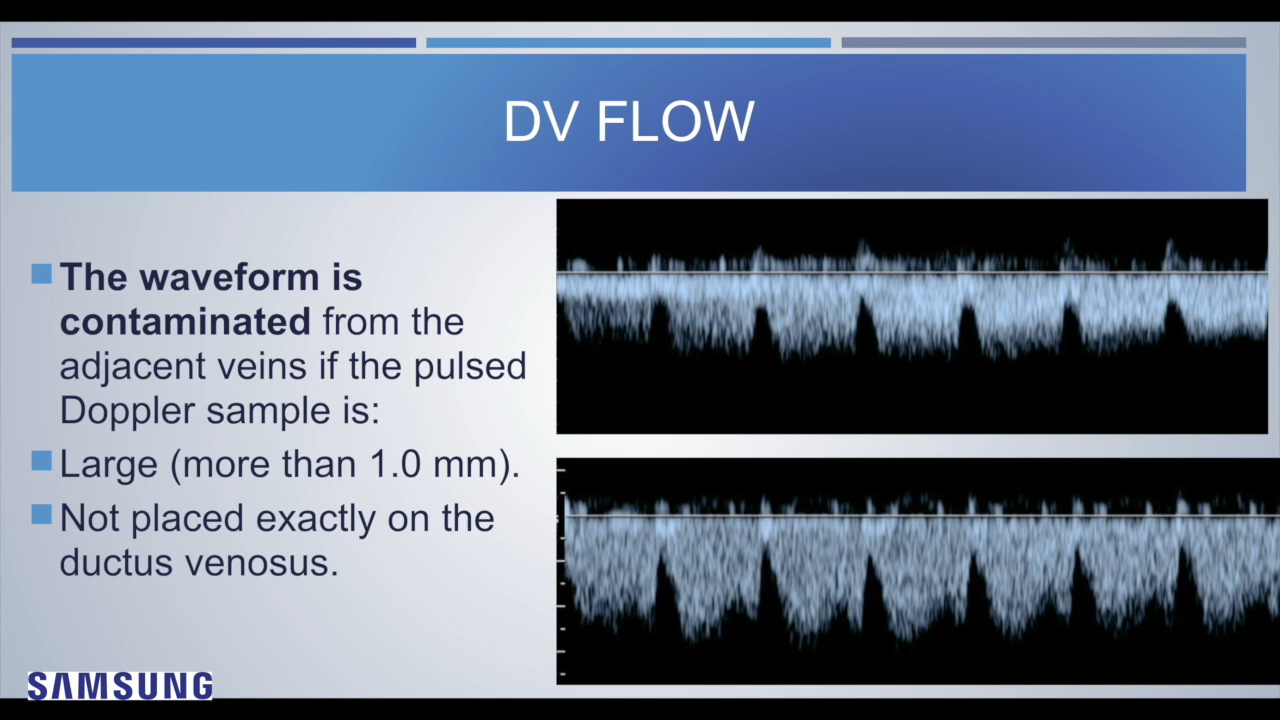 DV FLOW
The waveform is
contaminated from the
adjacent veins if the pulsed
Doppler sample is:
Large (more than 1.0 mm).
Not placed exactly on the
ductus venosus.
SAMSUNG